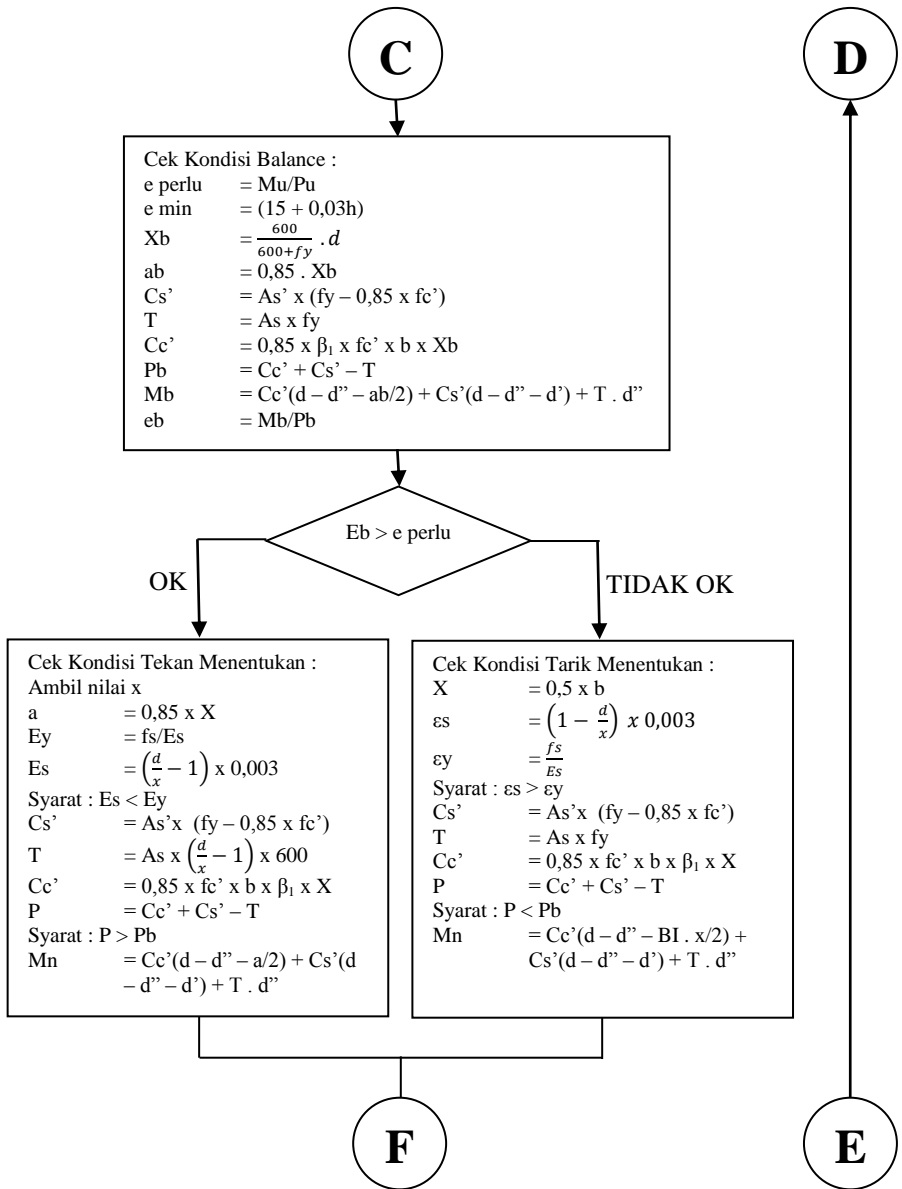 C
D
Cek Kondisi Balance :
e perlu = Mu/Pu
e min = (15 + 0,03h)
Xb = 600/(600+fy) . d
ab = 0,85 . Xb
Cs’ = As’ x (fy – 0,85 x fc’)
T = As x fy
Cc’ = 0,85 x β₁ x fc’ x b x Xb
Pb = Cc’ + Cs’ – T
Mb = Cc’(d – d” – ab/2) + Cs’(d – d” – d’) + T . d”
eb = Mb/Pb
Eb > e perlu
OK
TIDAK OK
Cek Kondisi Tekan Menentukan :
Ambil nilai x
a = 0,85 x X
Ey = fs/Es
Es = (d/x − 1) x 0,003
Syarat : Es < Ey
Cs’ = As’x (fy – 0,85 x fc’)
T = As x (d/x − 1) x 600
Cc’ = 0,85 x fc’ x b x β₁ x X
P = Cc’ + Cs’ – T
Syarat : P > Pb
Mn = Cc’(d – d” – a/2) + Cs’(d
– d” – d’) + T . d”
Cek Kondisi Tarik Menentukan :
X = 0,5 x b
εs = (1 − d/x) x 0,003
εy = fs/Es
Syarat : εs > εy
Cs’ = As’x (fy – 0,85 x fc’)
T = As x fy
Cc’ = 0,85 x fc’ x b x β₁ x X
P = Cc’ + Cs’ – T
Syarat : P < Pb
Mn = Cc’(d – d” – BI . x/2) +
Cs’(d – d” – d’) + T . d”
F
E